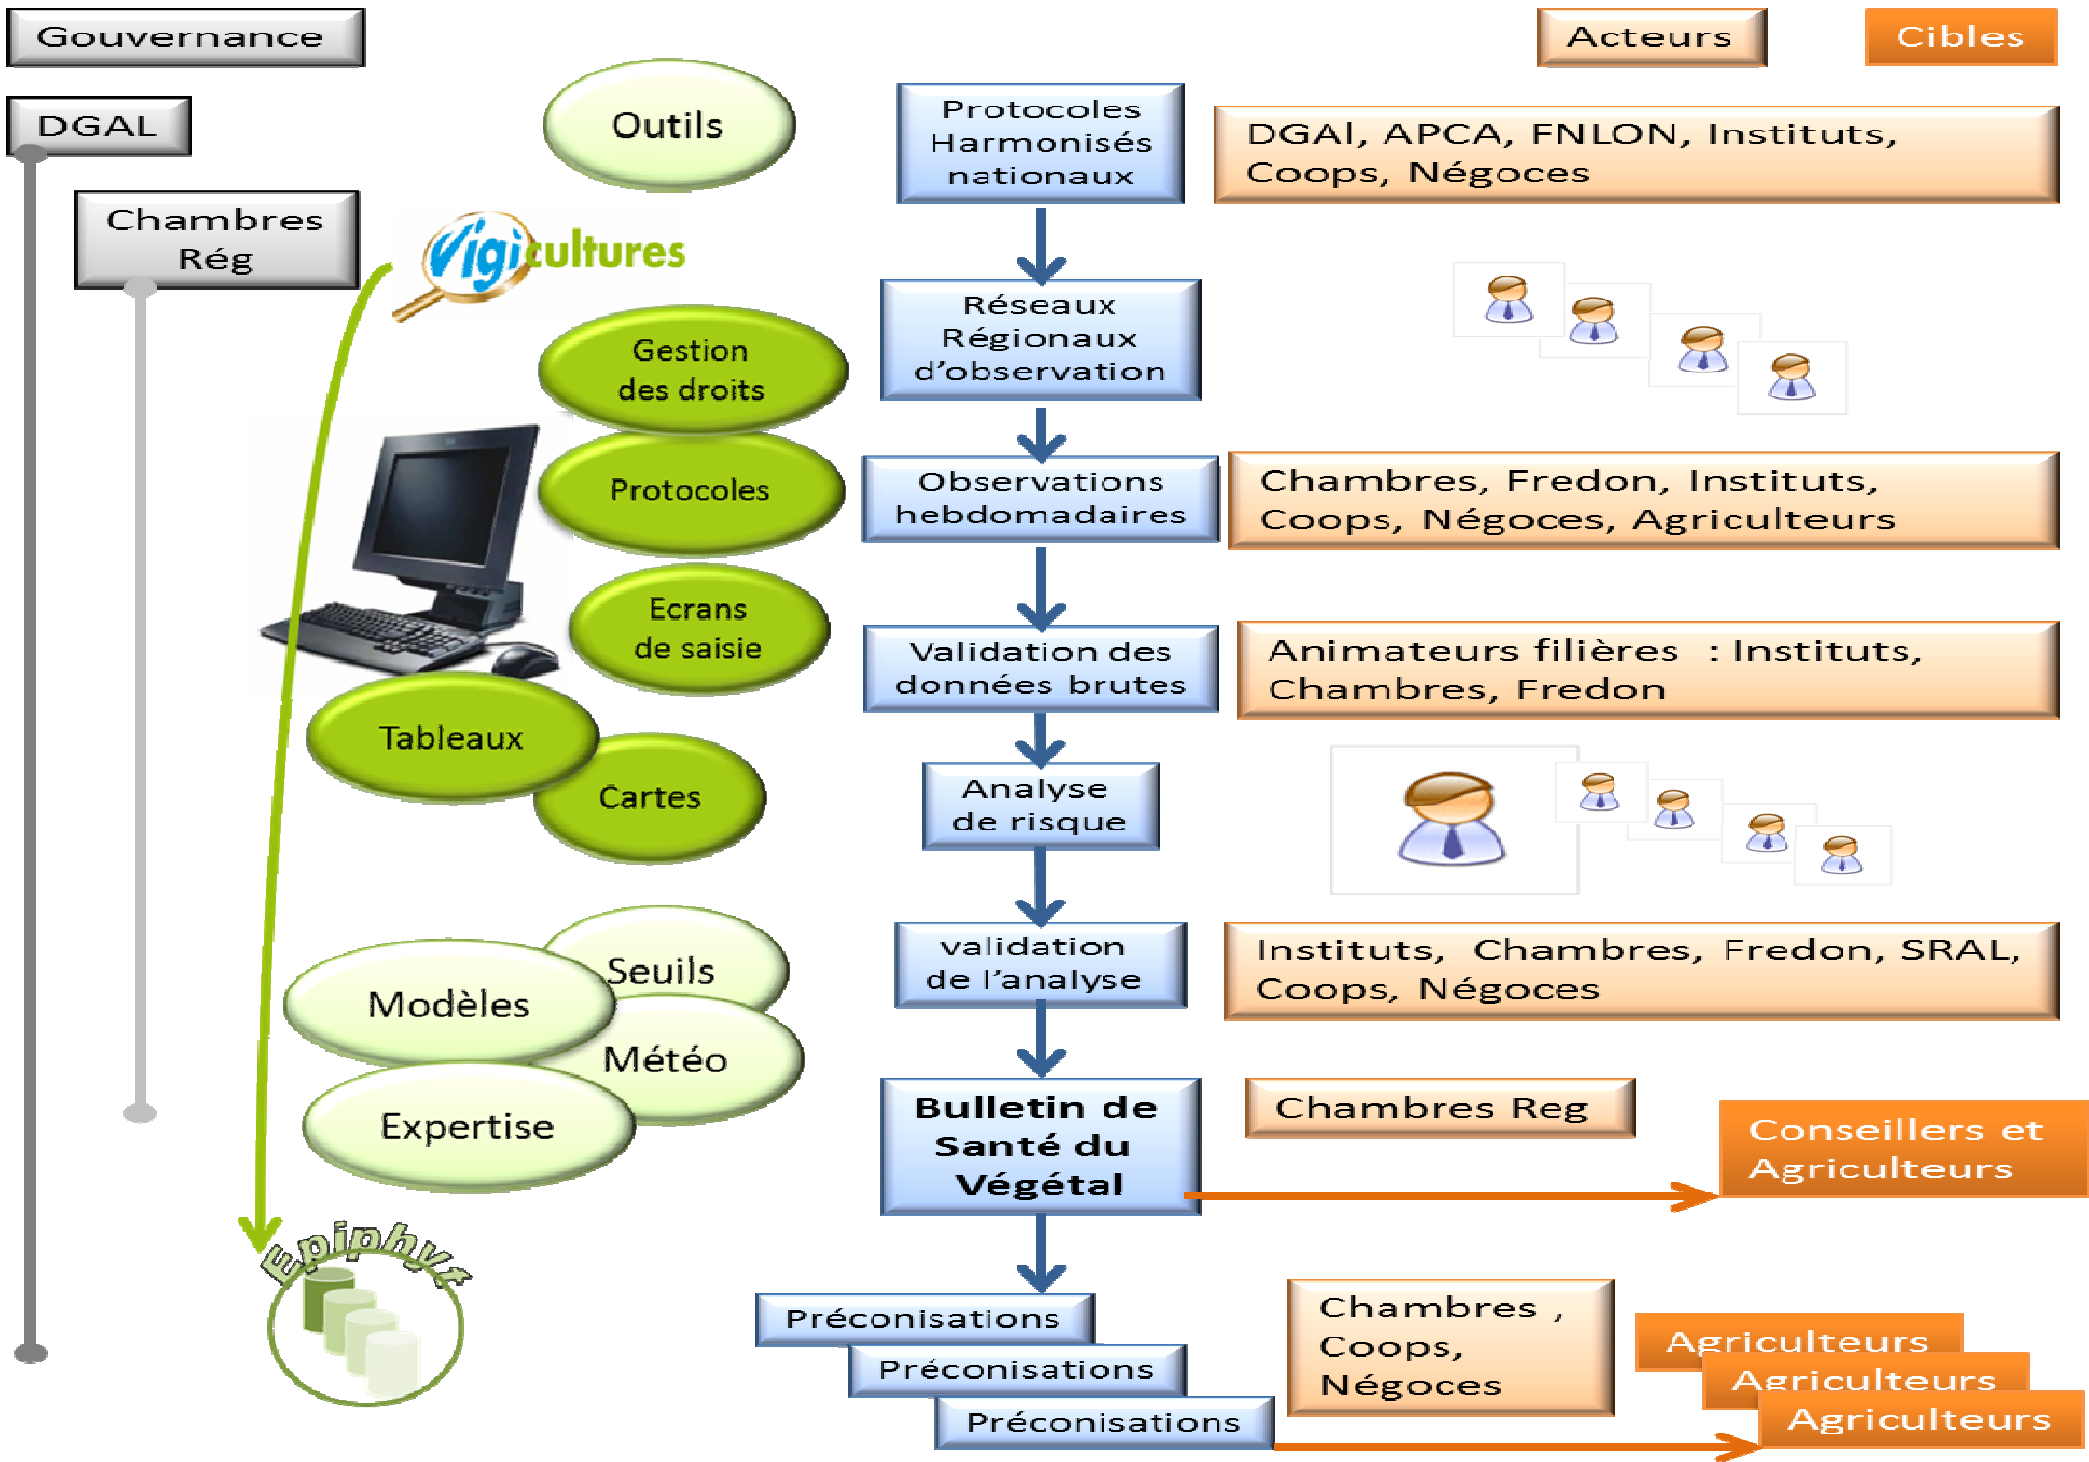 Gouvernance
Acteurs
Cibles
DGAL
Outils
Protocoles
Harmonisés
nationaux
DGAl, APCA, FNLON, Instituts,
Coops, Négoces
Chambres
Rég
Vigicultures
Réseaux
Régionaux
d'observation
Gestion
des droits
Protocoles
Observations
hebdomadaires
Chambres, Fredon, Instituts,
Coops, Négoces, Agriculteurs
Ecrans
de saisie
Validation des
données brutes
Animateurs filières : Instituts,
Chambres, Fredon
Tableaux
Cartes
Analyse
de risque
Seuils
Modèles
Météo
Expertise
validation
de l'analyse
Instituts, Chambres, Fredon, SRAL,
Coops, Négoces
Bulletin de
Santé du
Végétal
Chambres Reg
Conseillers et
Agriculteurs
Epiphyt
Préconisations
Préconisations
Préconisations
Chambres ,
Coops,
Négoces
Agriculteurs
Agriculteurs
Agriculteurs